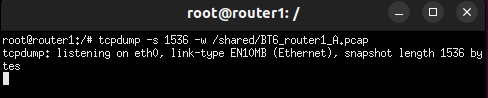 root@router1: /
root@router1:/# tcpdump -s 1536 -w /shared/BT6_router1_A.pcap
tcpdump: listening on eth0, link-type EN10MB (Ethernet), snapshot length 1536 by
tes